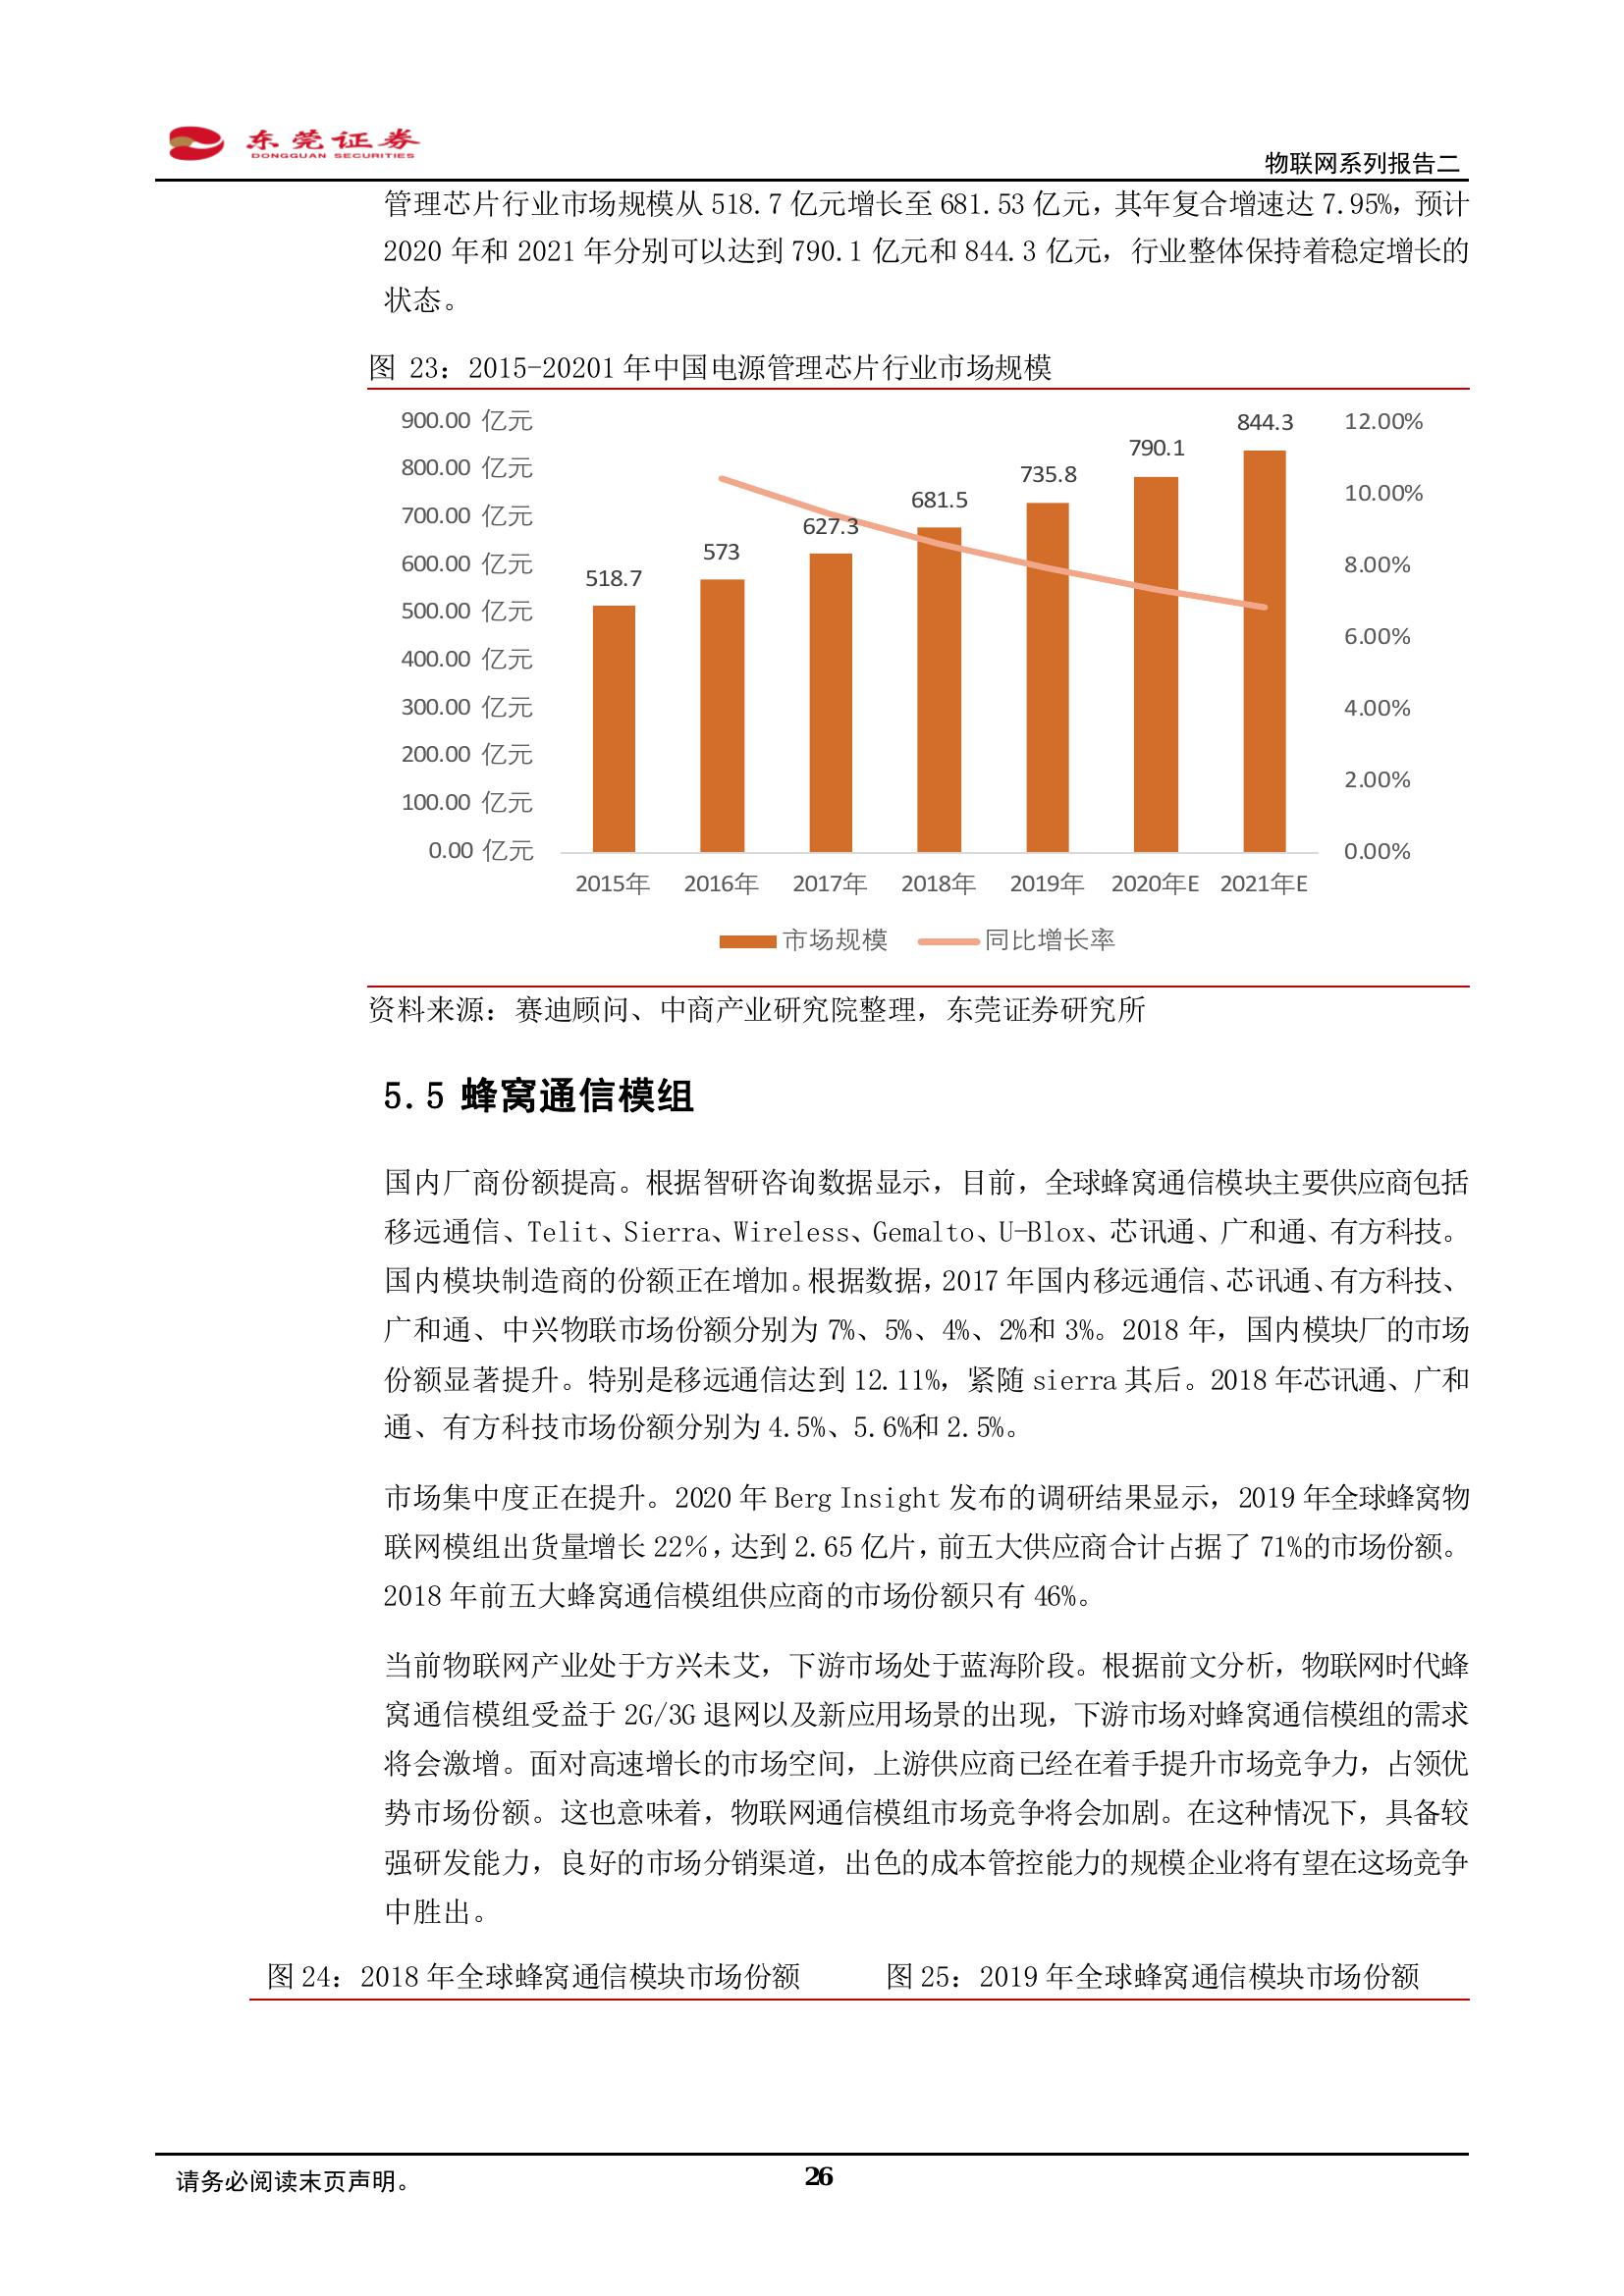 东莞证券
DONGGUAN SECURITIES
物联网系列报告二
管理芯片行业市场规模从 518.7 亿元增长至 681.53 亿元，其年复合增速达 7.95%，预计
2020 年和 2021 年分别可以达到 790.1 亿元和 844.3 亿元，行业整体保持着稳定增长的
状态。
图 23：2015-20201 年中国电源管理芯片行业市场规模
900.00 亿元
800.00 亿元
700.00 亿元
600.00 亿元
500.00 亿元
400.00 亿元
300.00 亿元
200.00 亿元
100.00 亿元
0.00 亿元
518.7
573
627.3
681.5
735.8
790.1
844.3
12.00%
10.00%
8.00%
6.00%
4.00%
2.00%
0.00%
2015年 2016年 2017年 2018年 2019年 2020年E 2021年E
市场规模 同比增长率
资料来源：赛迪顾问、中商产业研究院整理，东莞证券研究所
5.5 蜂窝通信模组
国内厂商份额提高。根据智研咨询数据显示，目前，全球蜂窝通信模块主要供应商包括
移远通信、Telit、Sierra、Wireless、Gemalto、U-Blox、芯讯通、广和通、有方科技。
国内模块制造商的份额正在增加。根据数据，2017 年国内移远通信、芯讯通、有方科技、
广和通、中兴物联市场份额分别为 7%、5%、4%、2%和 3%。2018 年，国内模块厂的市场
份额显著提升。特别是移远通信达到 12.11%，紧随 sierra 其后。2018 年芯讯通、广和
通、有方科技市场份额分别为 4.5%、5.6%和 2.5%。
市场集中度正在提升。2020 年 Berg Insight 发布的调研结果显示，2019 年全球蜂窝物
联网模组出货量增长 22％，达到 2.65 亿片，前五大供应商合计占据了 71%的市场份额。
2018 年前五大蜂窝通信模组供应商的市场份额只有 46%。
当前物联网产业处于方兴未艾，下游市场处于蓝海阶段。根据前文分析，物联网时代蜂
窝通信模组受益于 2G/3G 退网以及新应用场景的出现，下游市场对蜂窝通信模组的需求
将会激增。面对高速增长的市场空间，上游供应商已经在着手提升市场竞争力，占领优
势市场份额。这也意味着，物联网通信模组市场竞争将会加剧。在这种情况下，具备较
强研发能力，良好的市场分销渠道，出色的成本管控能力的规模企业将有望在这场竞争
中胜出。
图 24：2018 年全球蜂窝通信模块市场份额
图 25：2019 年全球蜂窝通信模块市场份额
请务必阅读末页声明。
26